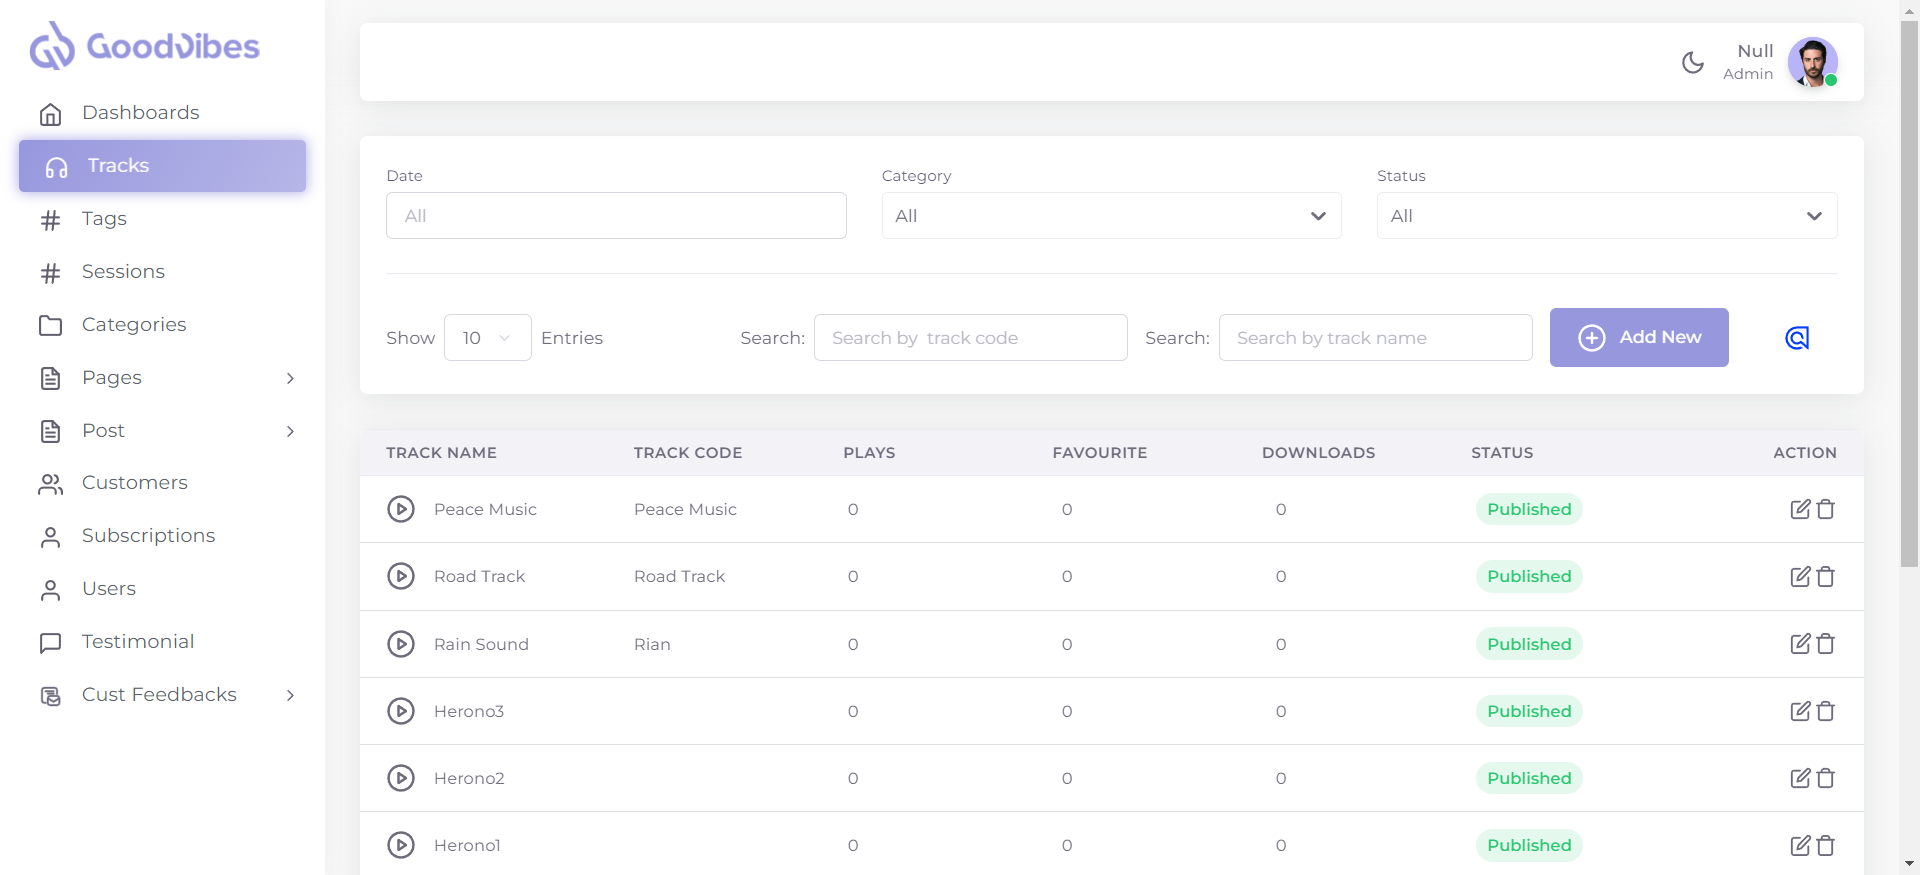 GoodVibes
Dashboards
Tracks
Tags
Sessions
Categories
Pages
Post
Customers
Subscriptions
Users
Testimonial
Cust Feedbacks
Null
Admin
Date
Category
Status
All
All
All
Show 10 Entries
Search: Search by track code
Search: Search by track name
Add New
TRACK NAME TRACK CODE PLAYS FAVOURITE DOWNLOADS STATUS ACTION
Peace Music Peace Music 0 0 0 Published
Road Track Road Track 0 0 0 Published
Rain Sound Rian 0 0 0 Published
Herono3 0 0 0 Published
Herono2 0 0 0 Published
Herono1 0 0 0 Published